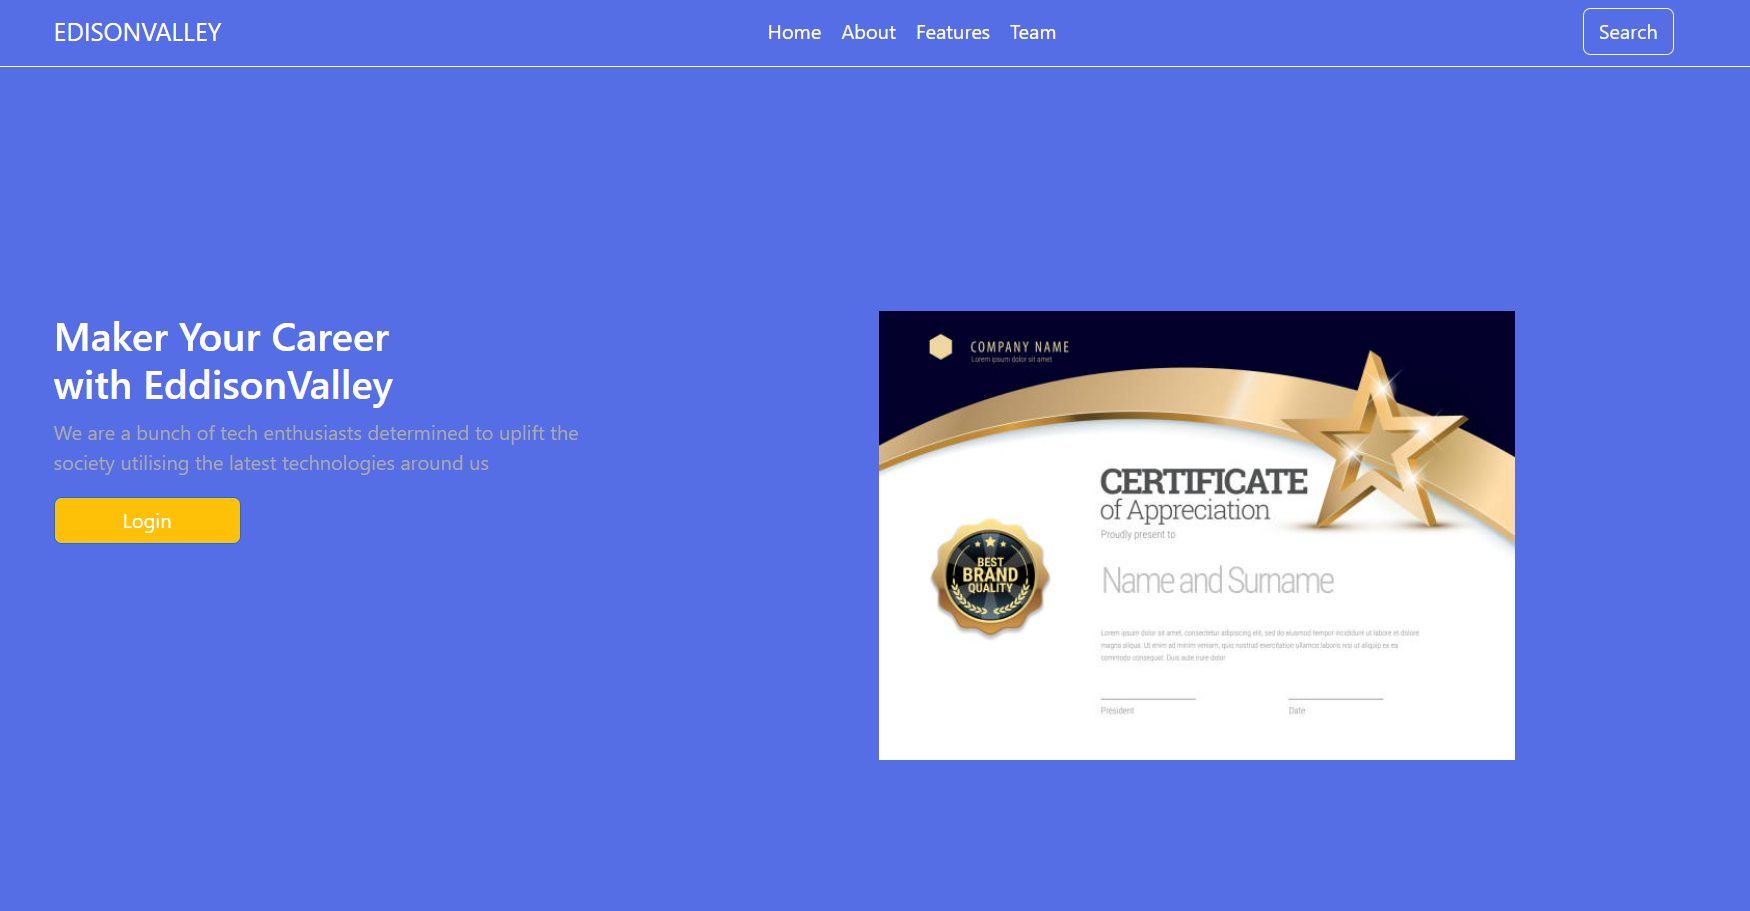 EDISONVALLEY
Home About Features Team
Search
Maker Your Career
with EddisonValley
We are a bunch of tech enthusiasts determined to uplift the
society utilising the latest technologies around us
Login
COMPANY NAME
Lorem ipsum dolor sit amet
CERTIFICATE
of Appreciation
Proudly present to
BEST
BRAND
QUALITY
Name and Surname
Lorem ipsum dolor sit amet, consectetur adipiscing elit, sed do eiusmod tempor incididunt ut labore et dolore
magna aliqua. Ut enim ad minim veniam, quis nostrud exercitation ullamco laboris nisi ut aliquip ex ea
commodo consequat. Duis aute irure dolor
President
Date